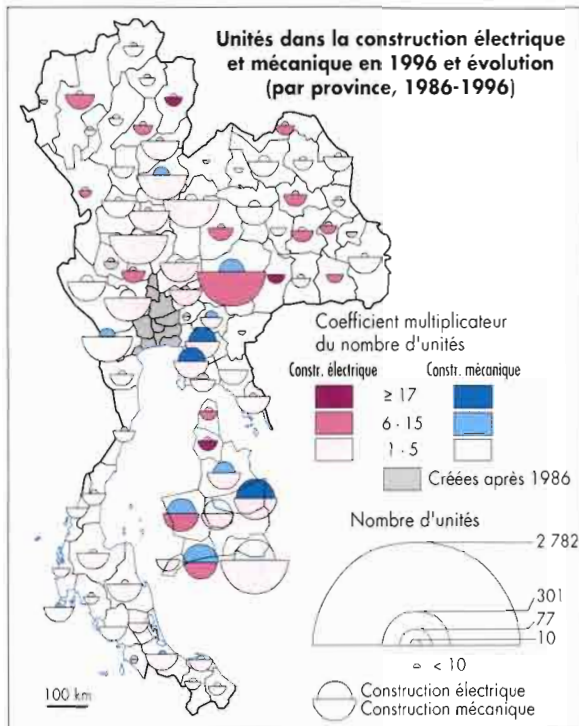 Unités dans la construction électrique
et mécanique en 1996 et évolution
(par province, 1986-1996)
Coefficient multiplicateur
du nombre d'unités
Constr. électrique Constr. mécanique
≥ 17
6 - 15
1 - 5
Créées après 1986
Nombre d'unités
2 782
301
77
10
< 10
Construction électrique
Construction mécanique
100 km